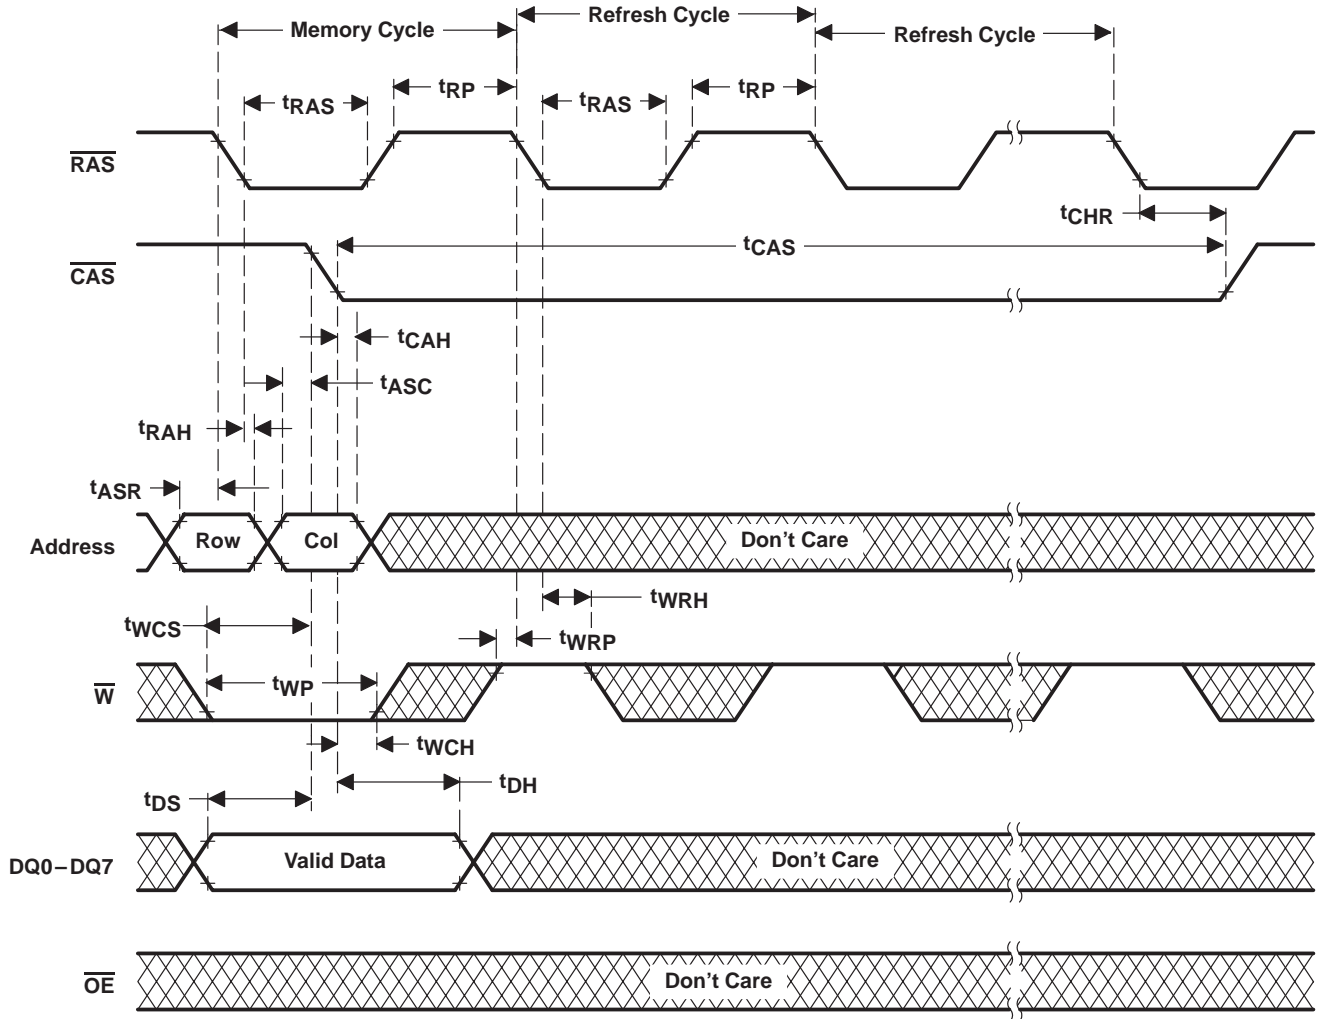 Memory Cycle
Refresh Cycle
Refresh Cycle
tRAS
tRP
tRAS
tRP
RAS
tCHR
tCAS
CAS
tCAH
tASC
tRAH
tASR
Address
Row
Col
Don't Care
tWRH
tWCS
tWRP
W
tWP
tWCH
tDH
tDS
DQ0–DQ7
Valid Data
Don't Care
OE
Don't Care